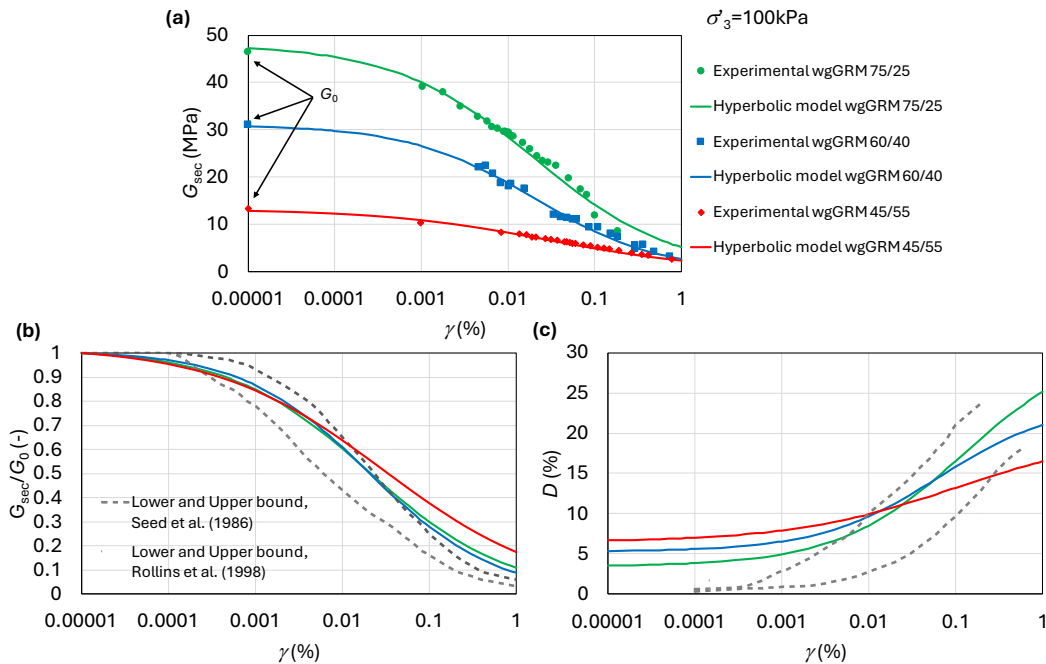 (a)
σ'3=100kPa
50
40
30
20
10
0
Gsec (MPa)
G0
0.00001
0.0001
0.001
0.01
0.1
1
γ (%)
Experimental wgGRM 75/25
Hyperbolic model wgGRM 75/25
Experimental wgGRM 60/40
Hyperbolic model wgGRM 60/40
Experimental wgGRM 45/55
Hyperbolic model wgGRM 45/55
(b)
1
0.9
0.8
0.7
0.6
0.5
0.4
0.3
0.2
0.1
0
Gsec/G0 (-)
Lower and Upper bound,
Seed et al. (1986)
Lower and Upper bound,
Rollins et al. (1998)
0.00001
0.0001
0.001
0.01
0.1
1
γ (%)
(c)
30
25
20
15
10
5
0
D (%)
0.00001
0.0001
0.001
0.01
0.1
1
γ (%)